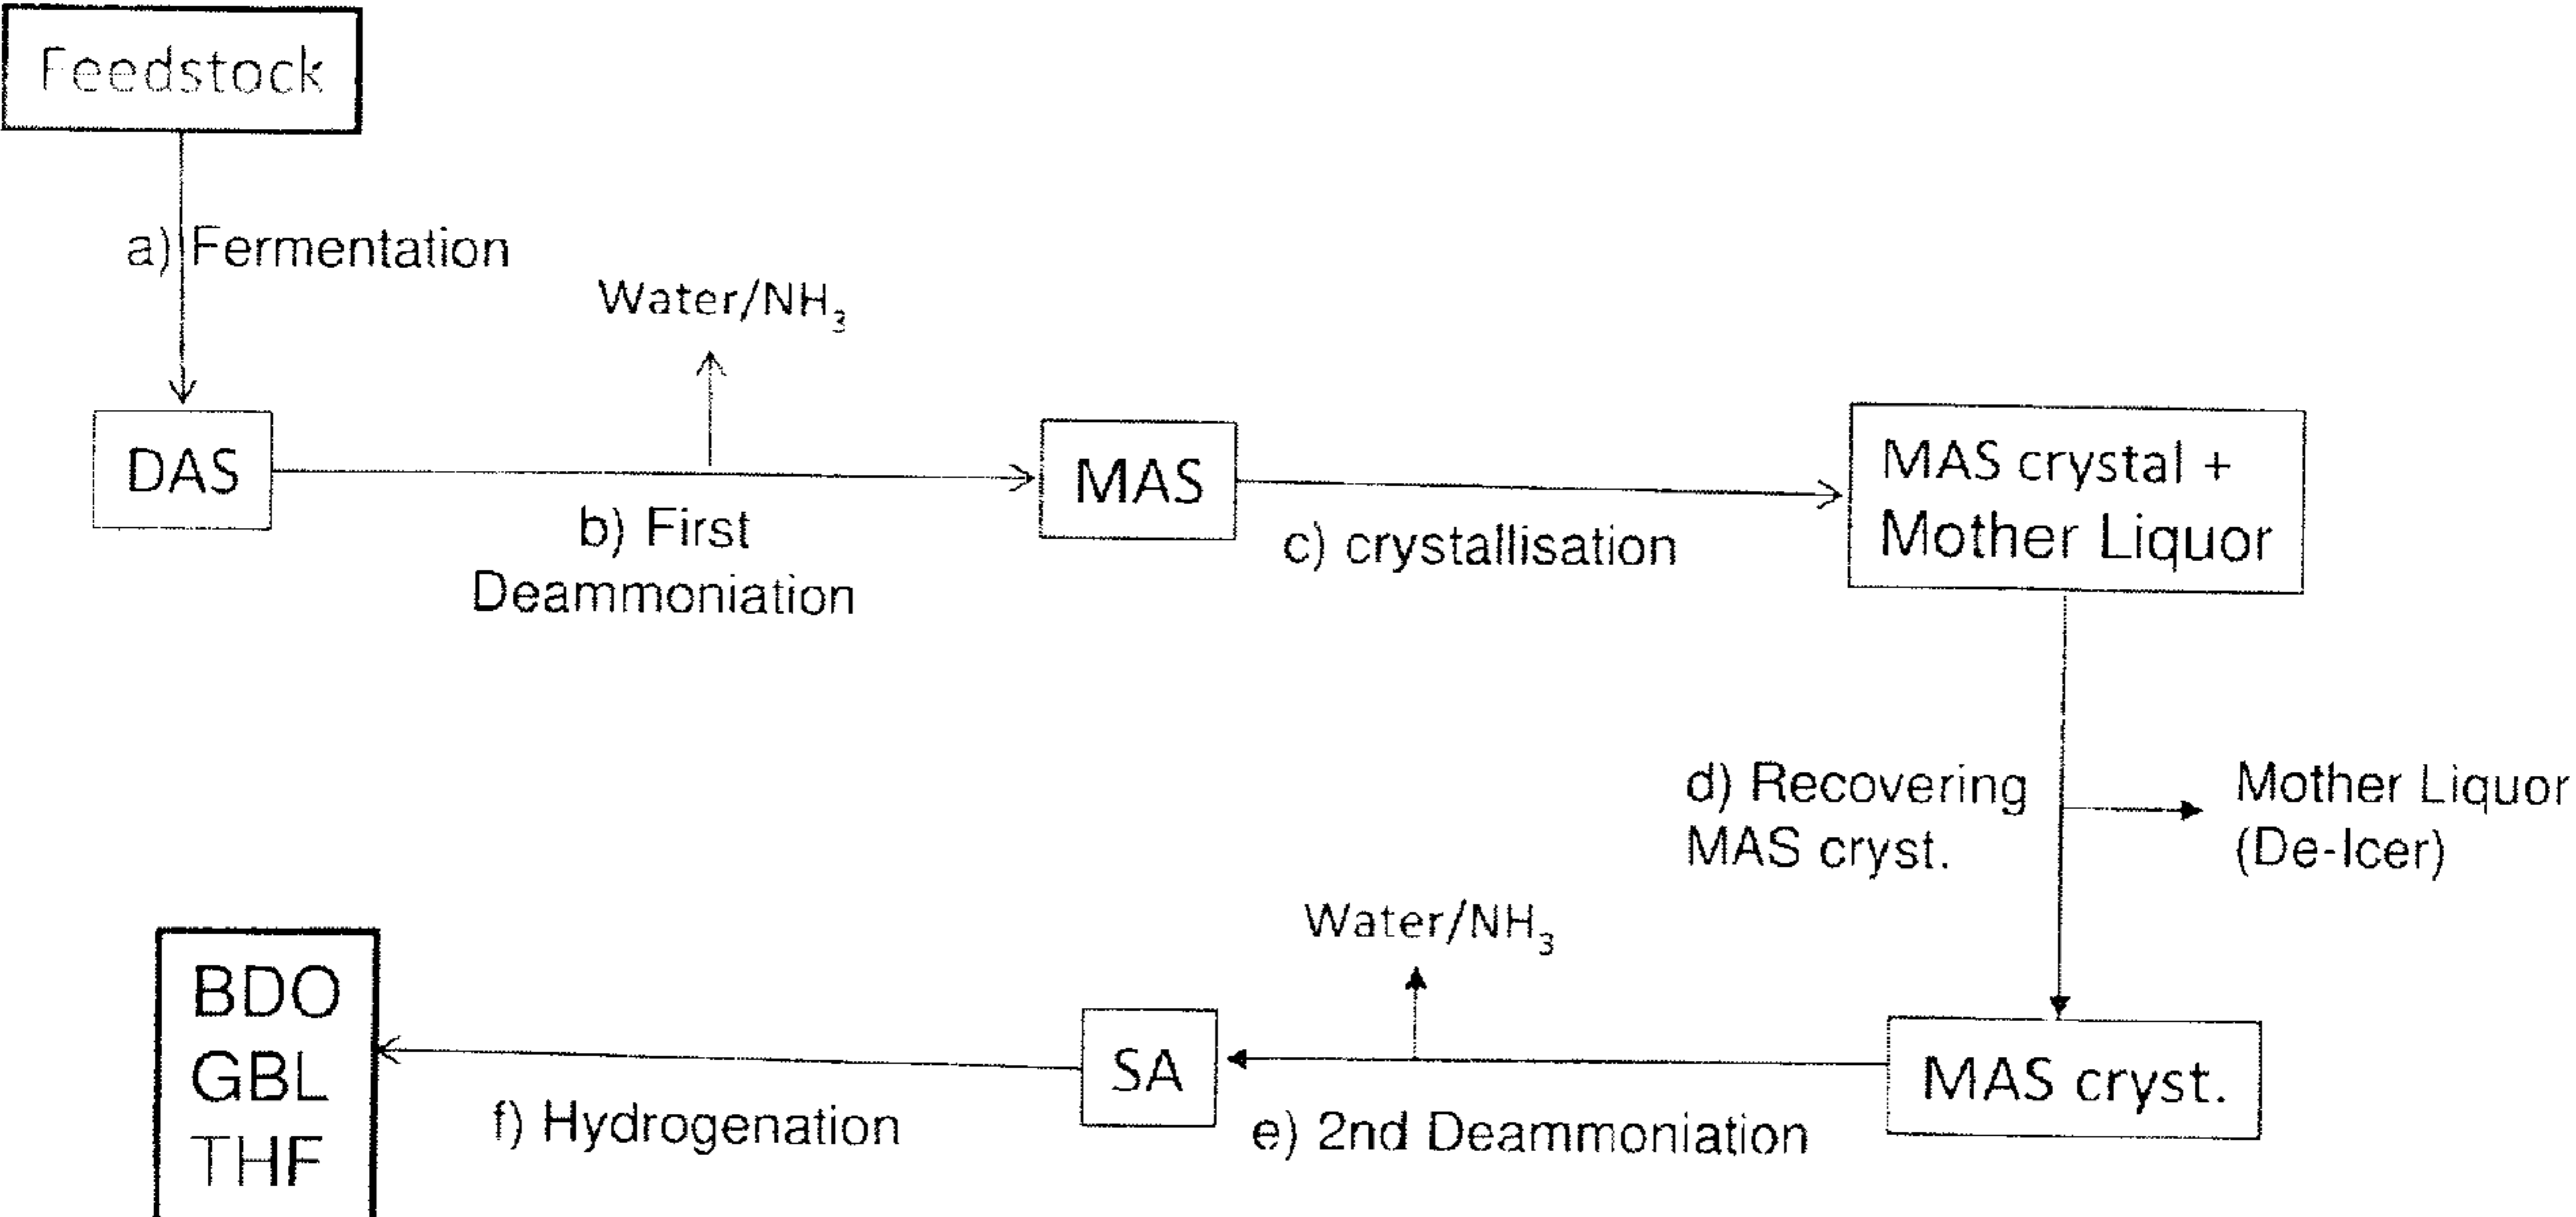 Feedstock
a) Fermentation
Water/NH₃
DAS
b) First
Deammoniation
MAS
c) crystallisation
MAS crystal +
Mother Liquor
d) Recovering
MAS cryst.
Mother Liquor
(De-Icer)
MAS cryst.
Water/NH₃
e) 2nd Deammoniation
SA
f) Hydrogenation
BDO
GBL
THF